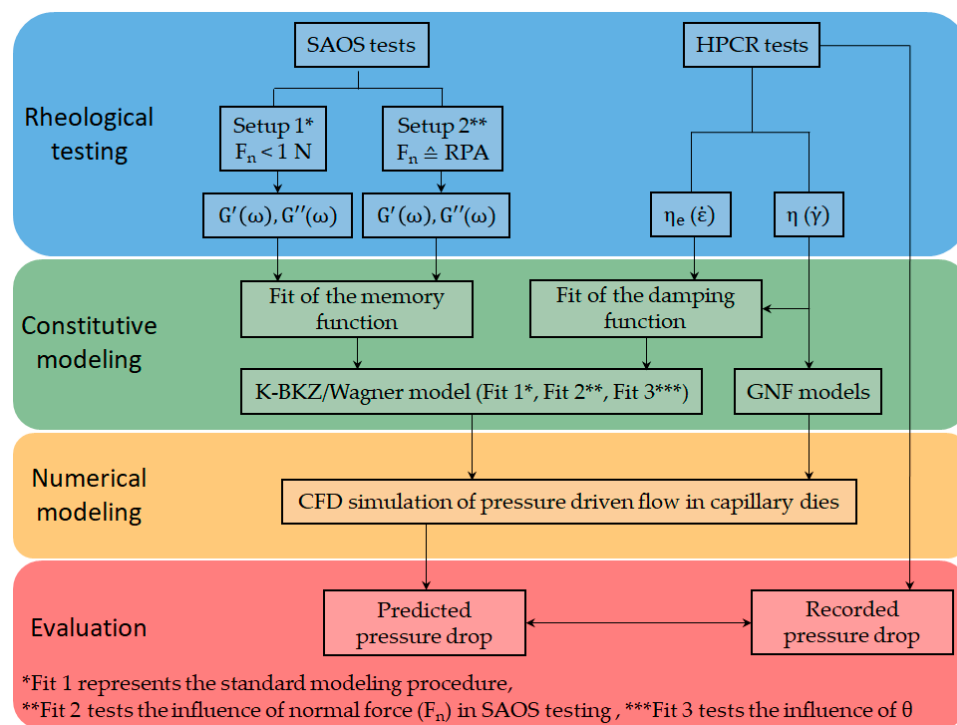 SAOS tests
HPCR tests
Rheological
testing
Setup 1*
Fₙ < 1 N
Setup 2**
Fₙ ≙ RPA
G′(ω), G′′(ω)
G′(ω), G′′(ω)
ηₑ (ε̇)
η (γ̇)
Constitutive
modeling
Fit of the memory
function
Fit of the damping
function
K-BKZ/Wagner model (Fit 1*, Fit 2**, Fit 3***)
GNF models
Numerical
modeling
CFD simulation of pressure driven flow in capillary dies
Evaluation
Predicted
pressure drop
Recorded
pressure drop
*Fit 1 represents the standard modeling procedure,
**Fit 2 tests the influence of normal force (Fₙ) in SAOS testing , ***Fit 3 tests the influence of θ